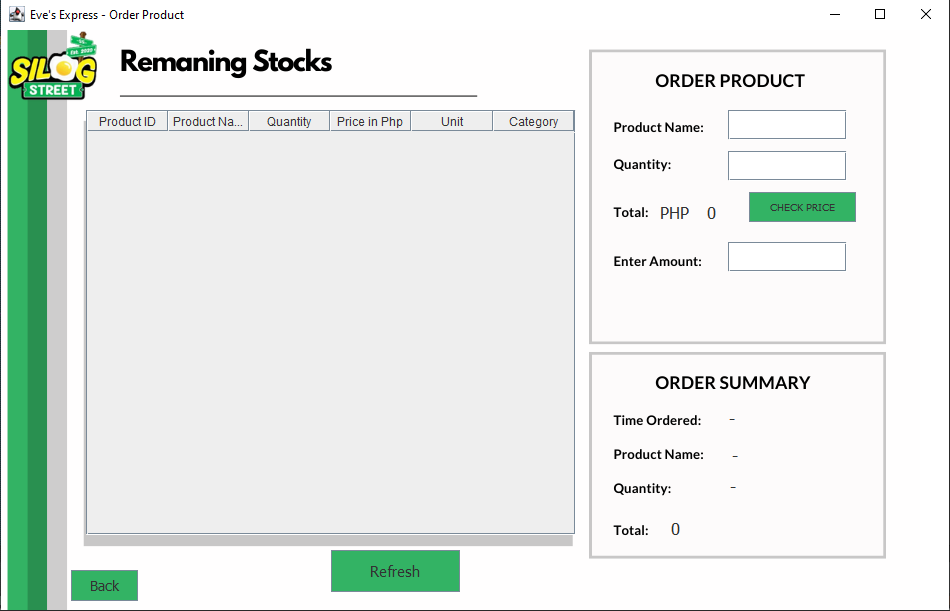 Eve's Express - Order Product
Est. 2020
SILOG
STREET
Remaning Stocks
Product ID Product Na... Quantity Price in Php Unit Category
Refresh
Back
ORDER PRODUCT
Product Name:
Quantity:
Total: PHP 0 CHECK PRICE
Enter Amount:
ORDER SUMMARY
Time Ordered: -
Product Name: -
Quantity: -
Total: 0